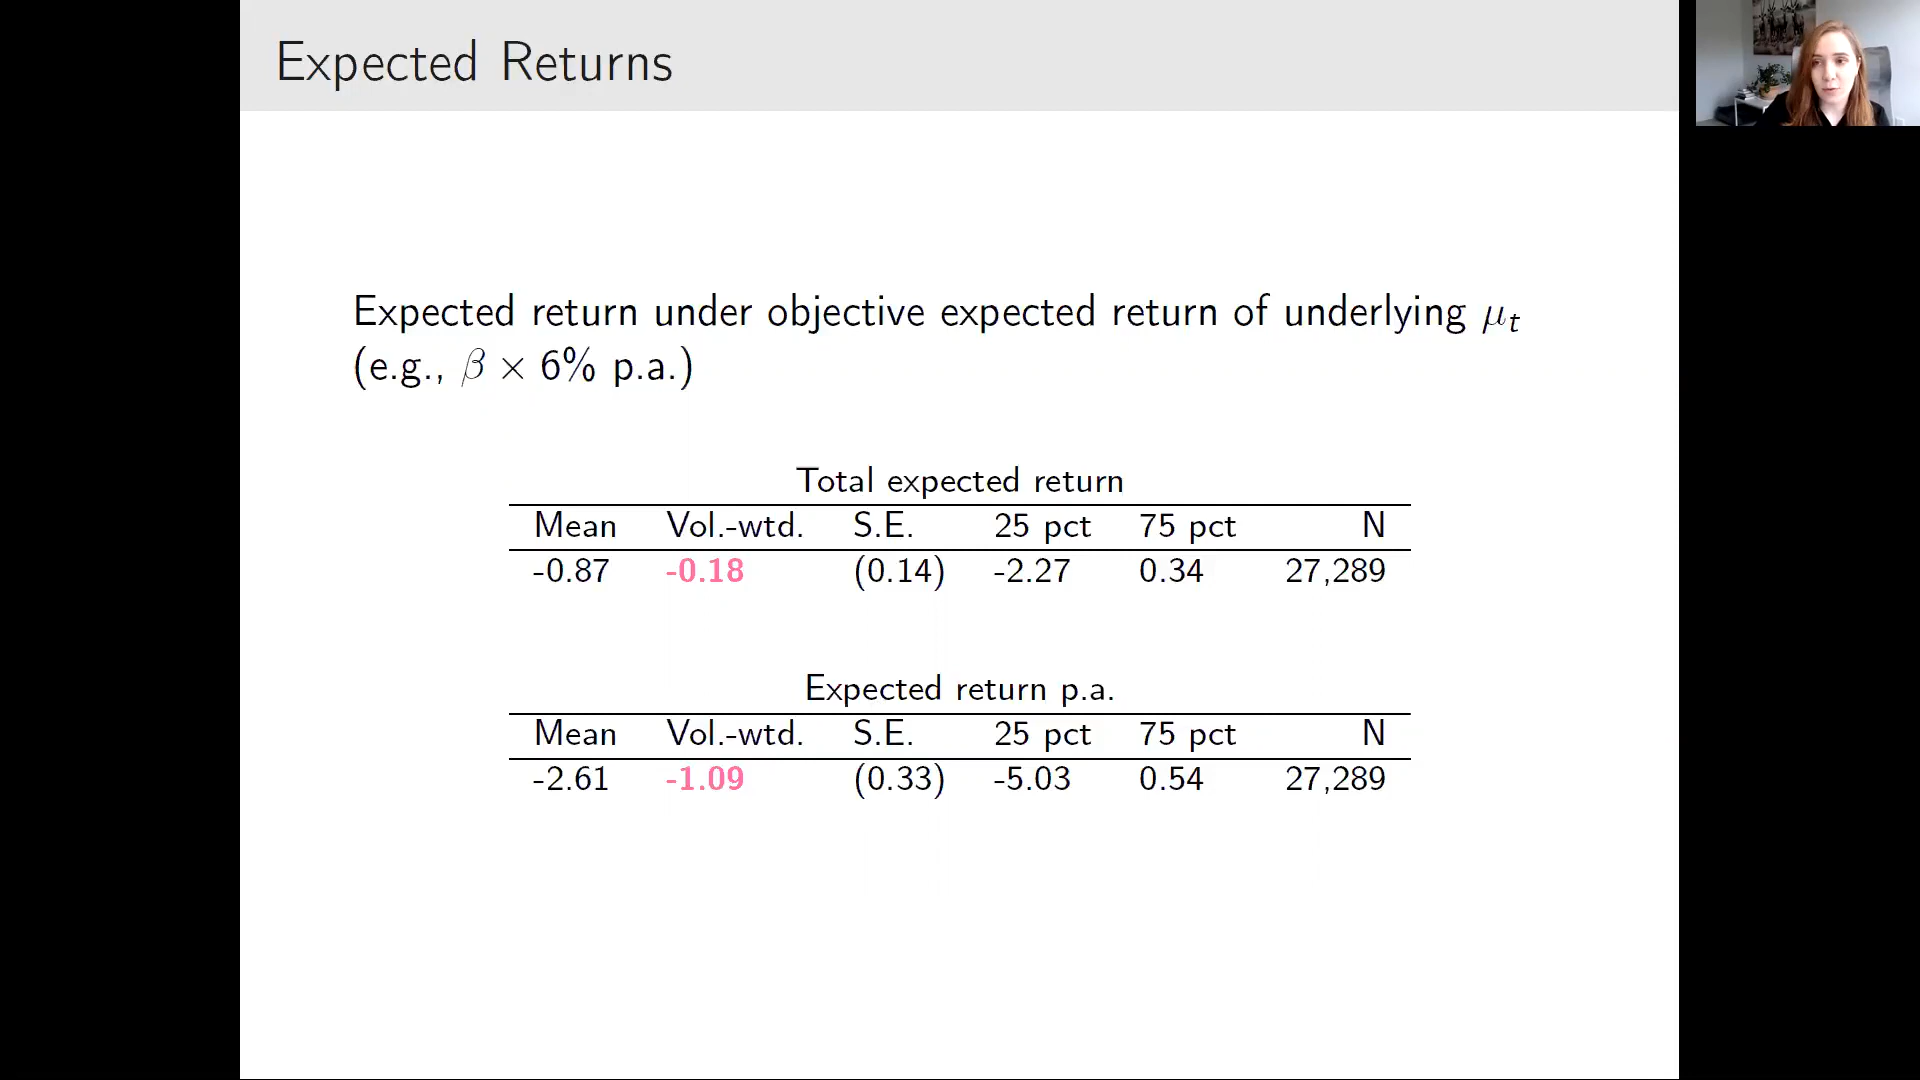 Expected Returns
Expected return under objective expected return of underlying μₜ
(e.g., β × 6% p.a.)
Total expected return
Mean Vol.-wtd. S.E. 25 pct 75 pct N
-0.87 -0.18 (0.14) -2.27 0.34 27,289
Expected return p.a.
Mean Vol.-wtd. S.E. 25 pct 75 pct N
-2.61 -1.09 (0.33) -5.03 0.54 27,289